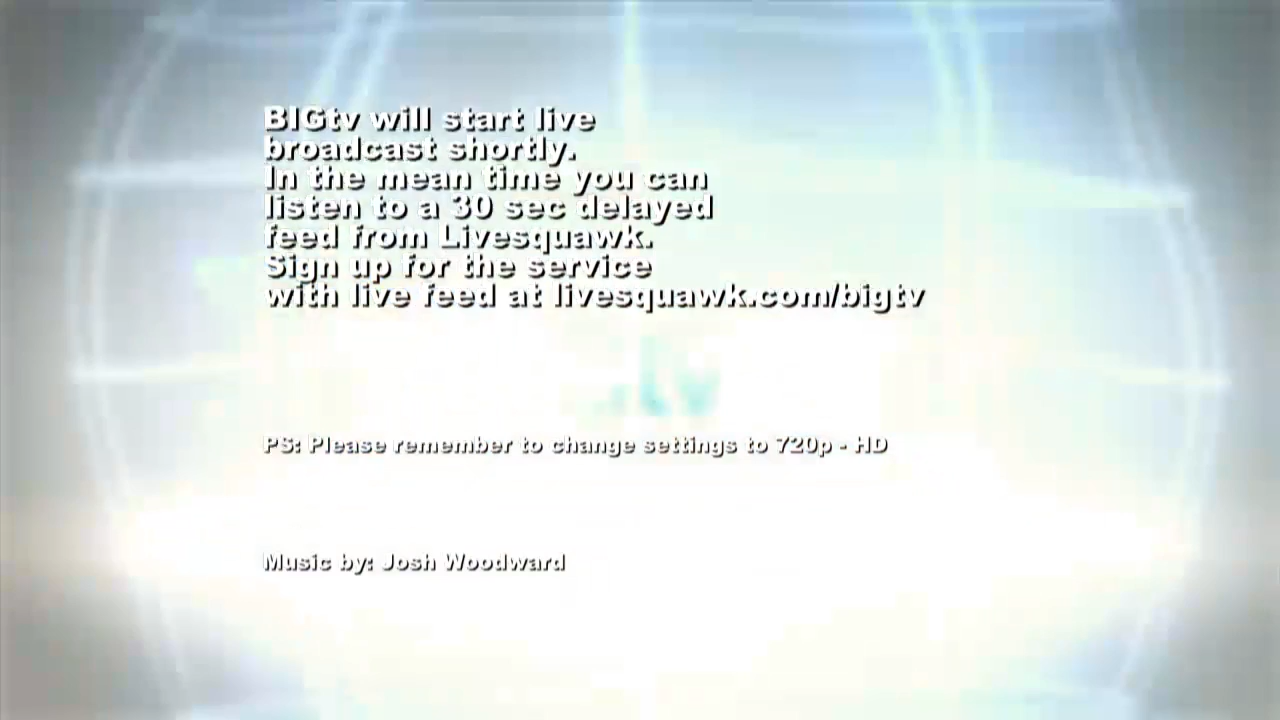 BIGtv will start live
broadcast shortly.
In the mean time you can
listen to a 30 sec delayed
feed from Livesquawk.
Sign up for the service
with live feed at livesquawk.com/bigtv
.tv
PS: Please remember to change settings to 720p - HD
Music by: Josh Woodward